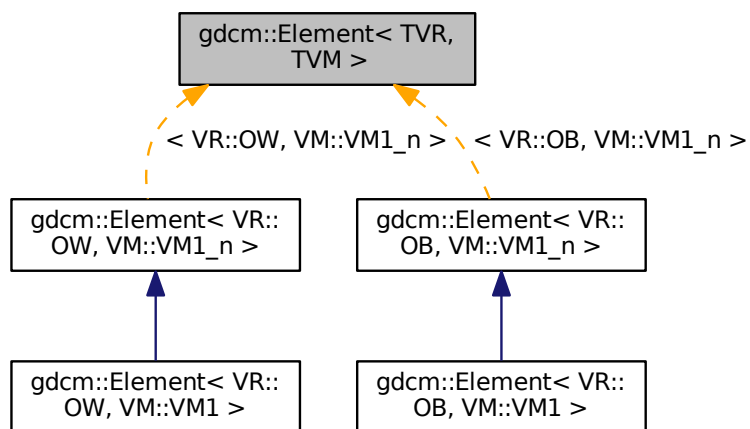 gdcm::Element< TVR,
TVM >
< VR::OW, VM::VM1_n >
< VR::OB, VM::VM1_n >
gdcm::Element< VR::
OW, VM::VM1_n >
gdcm::Element< VR::
OB, VM::VM1_n >
gdcm::Element< VR::
OW, VM::VM1 >
gdcm::Element< VR::
OB, VM::VM1 >